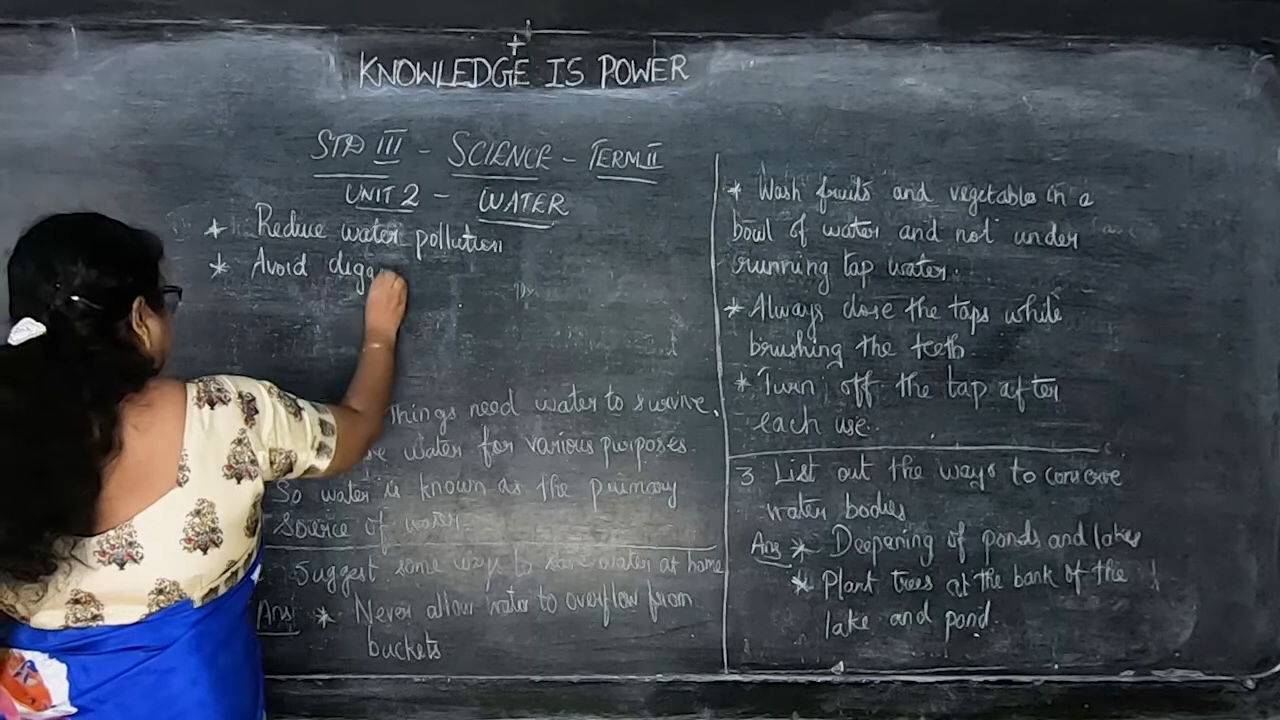 KNOWLEDGE IS POWER
STD III - SCIENCE - TERM II
UNIT 2 - WATER
* Reduce water pollution
* Avoid digg
things need water to survive.
water for various purposes.
So water is known as the primary
source of water.
Suggest some ways to save water at home
Ans * Never allow water to overflow from
buckets
* Wash fruits and vegetables in a
bowl of water and not under
running tap water.
* Always close the taps while
brushing the teeth.
* Turn off the tap after
each use.
3 List out the ways to conserve
water bodies
Ans * Deepening of ponds and lakes
* Plant trees at the bank of the
lake and pond.